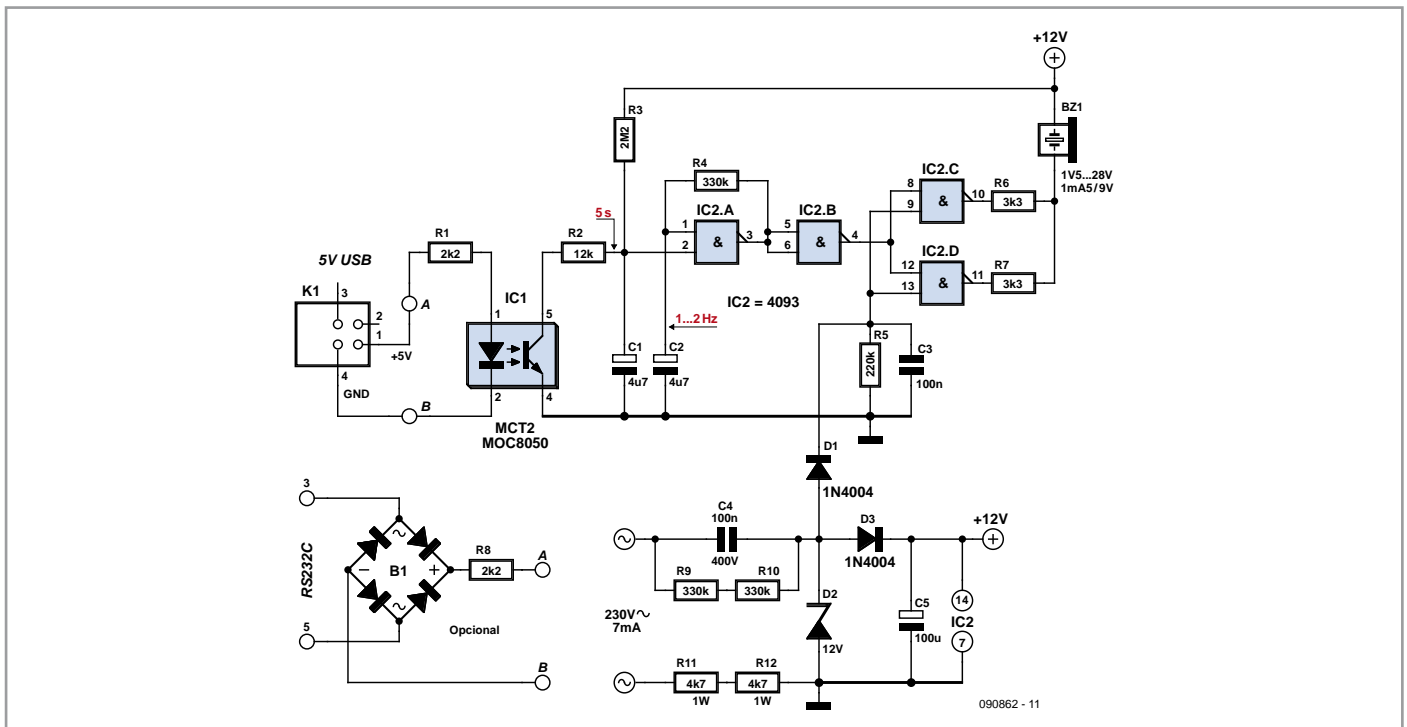 +12V
R3
2M2
BZ1
1V5...28V
1mA5/9V
R4
330k
IC2.A
1
2
3
&
IC2.B
5
6
4
&
IC2.C
8
9
10
&
R6
3k3
IC2.D
12
13
11
&
R7
3k3
5 s
R1
2k2
R2
12k
IC2 = 4093
5V USB
K1
3
2
1
4
+5V
GND
A
B
IC1
1
5
2
4
MCT2
MOC8050
1...2 Hz
C1
4u7
C2
4u7
R5
220k
C3
100n
D1
1N4004
RS232C
3
5
B1
~
~
–
+
R8
2k2
A
B
Opcional
C4
100n
400V
R9
330k
R10
330k
230V~
7mA
D3
1N4004
+12V
D2
12V
C5
100u
14
IC2
7
R11
4k7
1W
R12
4k7
1W
090862 - 11